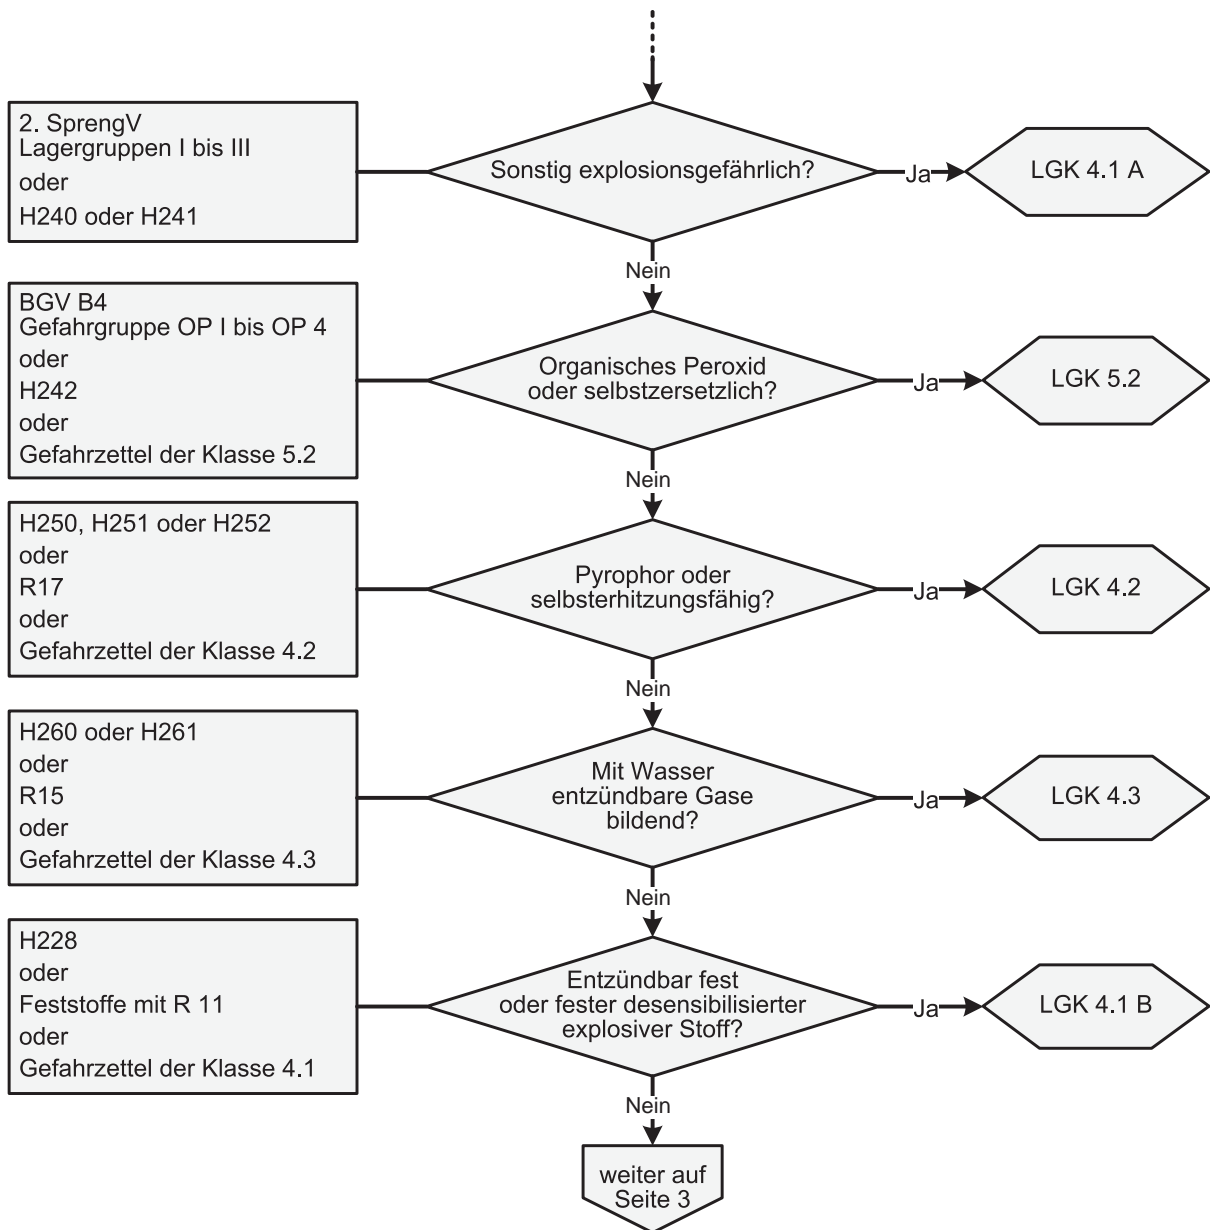 2. SprengV
Lagergruppen I bis III
oder
H240 oder H241
Sonstig explosionsgefährlich?
Ja
LGK 4.1 A
Nein
BGV B4
Gefahrgruppe OP I bis OP 4
oder
H242
oder
Gefahrzettel der Klasse 5.2
Organisches Peroxid
oder selbstzersetzlich?
Ja
LGK 5.2
Nein
H250, H251 oder H252
oder
R17
oder
Gefahrzettel der Klasse 4.2
Pyrophor oder
selbsterhitzungsfähig?
Ja
LGK 4.2
Nein
H260 oder H261
oder
R15
oder
Gefahrzettel der Klasse 4.3
Mit Wasser
entzündbare Gase
bildend?
Ja
LGK 4.3
Nein
H228
oder
Feststoffe mit R 11
oder
Gefahrzettel der Klasse 4.1
Entzündbar fest
oder fester desensibilisierter
explosiver Stoff?
Ja
LGK 4.1 B
Nein
weiter auf
Seite 3